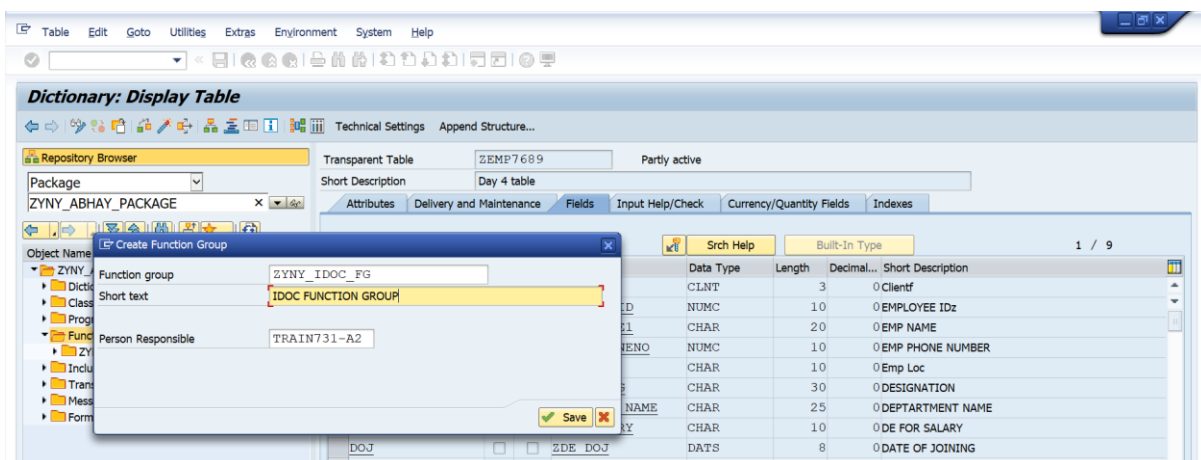 Table Edit Goto Utilities Extras Environment System Help
Dictionary: Display Table
Technical Settings Append Structure...
Repository Browser
Transparent Table ZEMP7689 Partly active
Package
Short Description Day 4 table
ZYNY_ABHAY_PACKAGE
Attributes Delivery and Maintenance Fields Input Help/Check Currency/Quantity Fields Indexes
Create Function Group
Srch Help Built-In Type 1 / 9
Object Name
Data Type Length Decimal... Short Description
Function group ZYNY_IDOC_FG
CLNT 3 0 Clientf
Short text IDOC FUNCTION GROUP
NUMC 10 0 EMPLOYEE IDz
CHAR 20 0 EMP NAME
Person Responsible TRAIN731-A2
NUMC 10 0 EMP PHONE NUMBER
CHAR 10 0 Emp Loc
CHAR 30 0 DESIGNATION
NAME CHAR 25 0 DEPTARTMENT NAME
Save
CHAR 10 0 DE FOR SALARY
DOJ ZDE_DOJ DATS 8 0 DATE OF JOINING